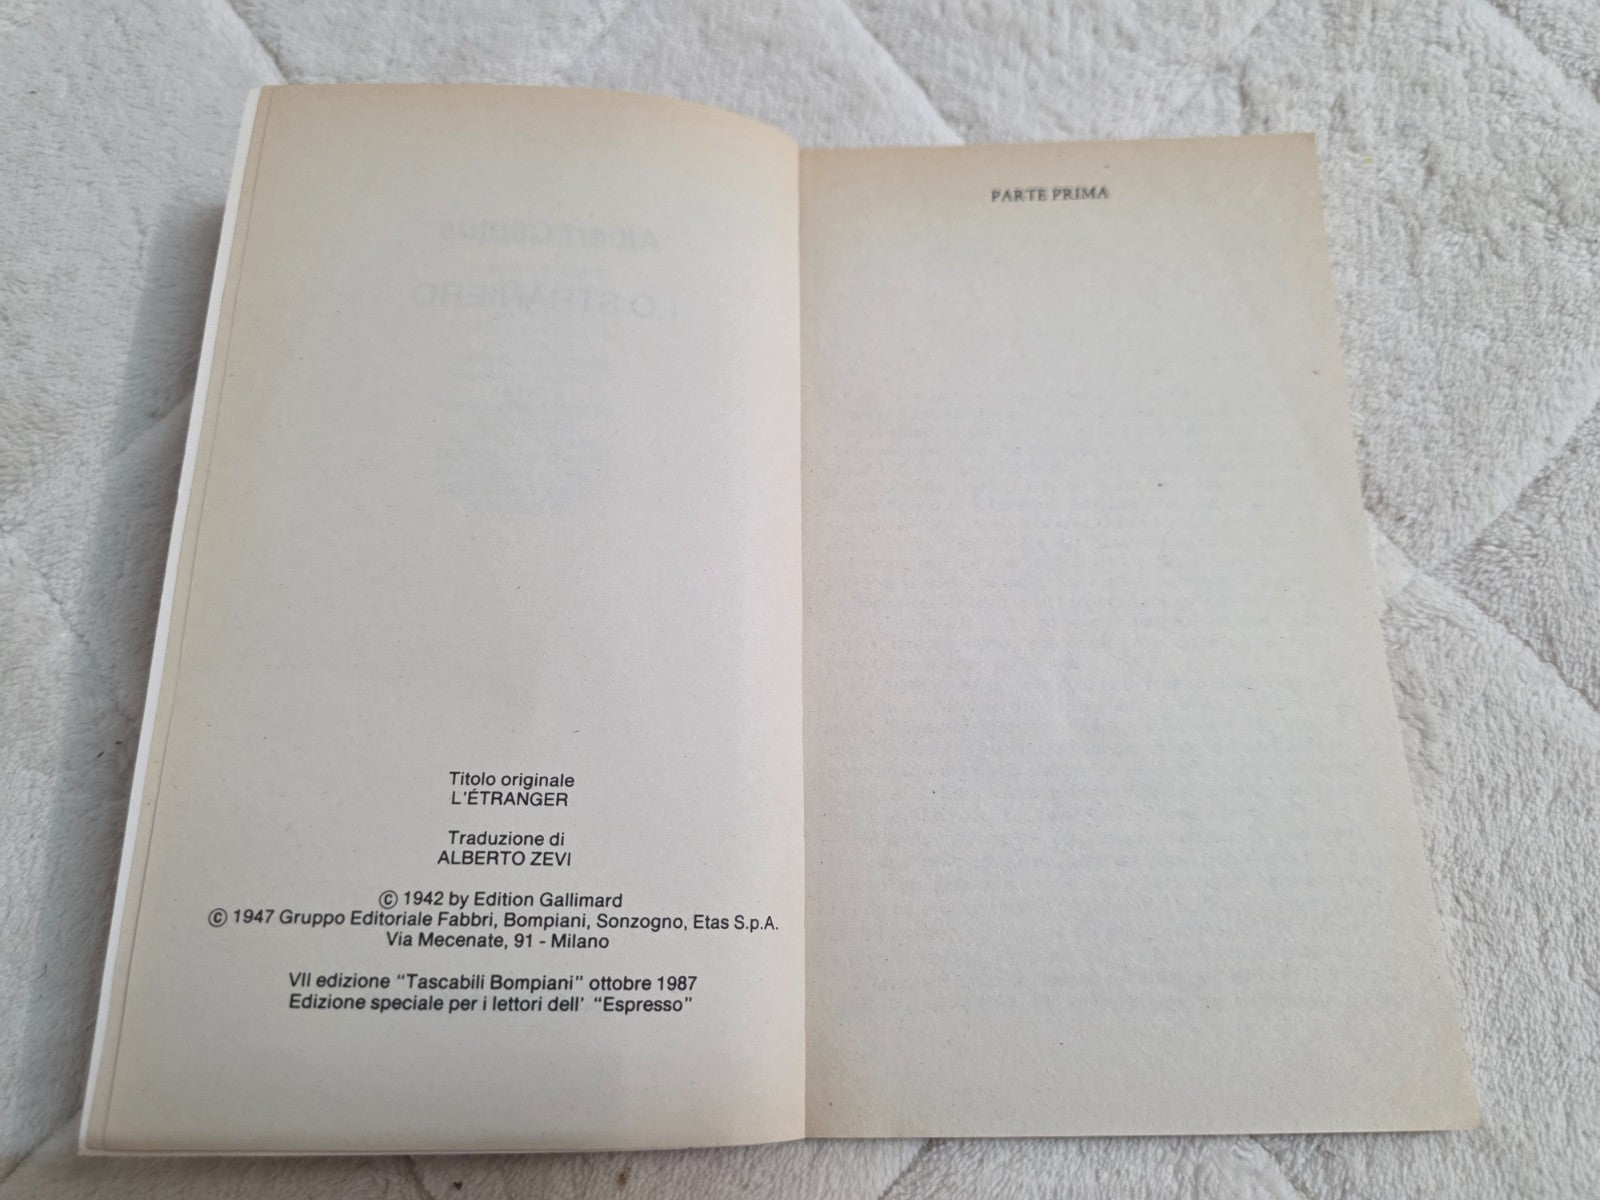 Titolo originale
L'ÉTRANGER
Traduzione di
ALBERTO ZEVI
© 1942 by Edition Gallimard
© 1947 Gruppo Editoriale Fabbri, Bompiani, Sonzogno, Etas S.p.A.
Via Mecenate, 91 - Milano
VII edizione "Tascabili Bompiani" ottobre 1987
Edizione speciale per i lettori dell' "Espresso"
PARTE PRIMA